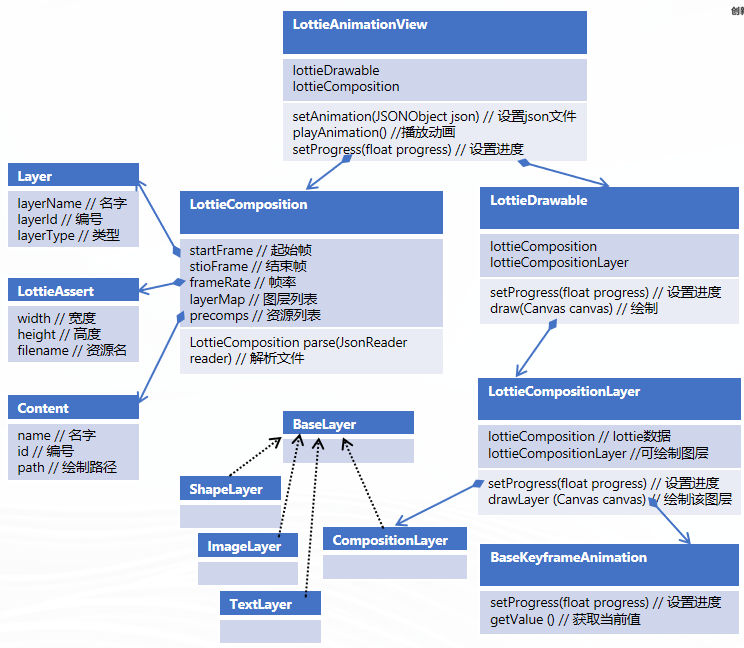 创新
LottieAnimationView
lottieDrawable
lottieComposition
setAnimation(JSONObject json) // 设置json文件
playAnimation() //播放动画
setProgress(float progress) // 设置进度
Layer
layerName // 名字
layerId // 编号
layerType // 类型
LottieComposition
startFrame // 起始帧
stioFrame // 结束帧
frameRate // 帧率
layerMap // 图层列表
precomps // 资源列表
LottieComposition parse(JsonReader
reader) // 解析文件
LottieDrawable
lottieComposition
lottieCompositionLayer
setProgress(float progress) // 设置进度
draw(Canvas canvas) // 绘制
LottieAssert
width // 宽度
height // 高度
filename // 资源名
Content
name // 名字
id // 编号
path // 绘制路径
LottieCompositionLayer
lottieComposition // lottie数据
lottieCompositionLayer //可绘制图层
setProgress(float progress) // 设置进度
drawLayer (Canvas canvas) // 绘制该图层
BaseLayer
ShapeLayer
ImageLayer
TextLayer
CompositionLayer
BaseKeyframeAnimation
setProgress(float progress) // 设置进度
getValue () // 获取当前值